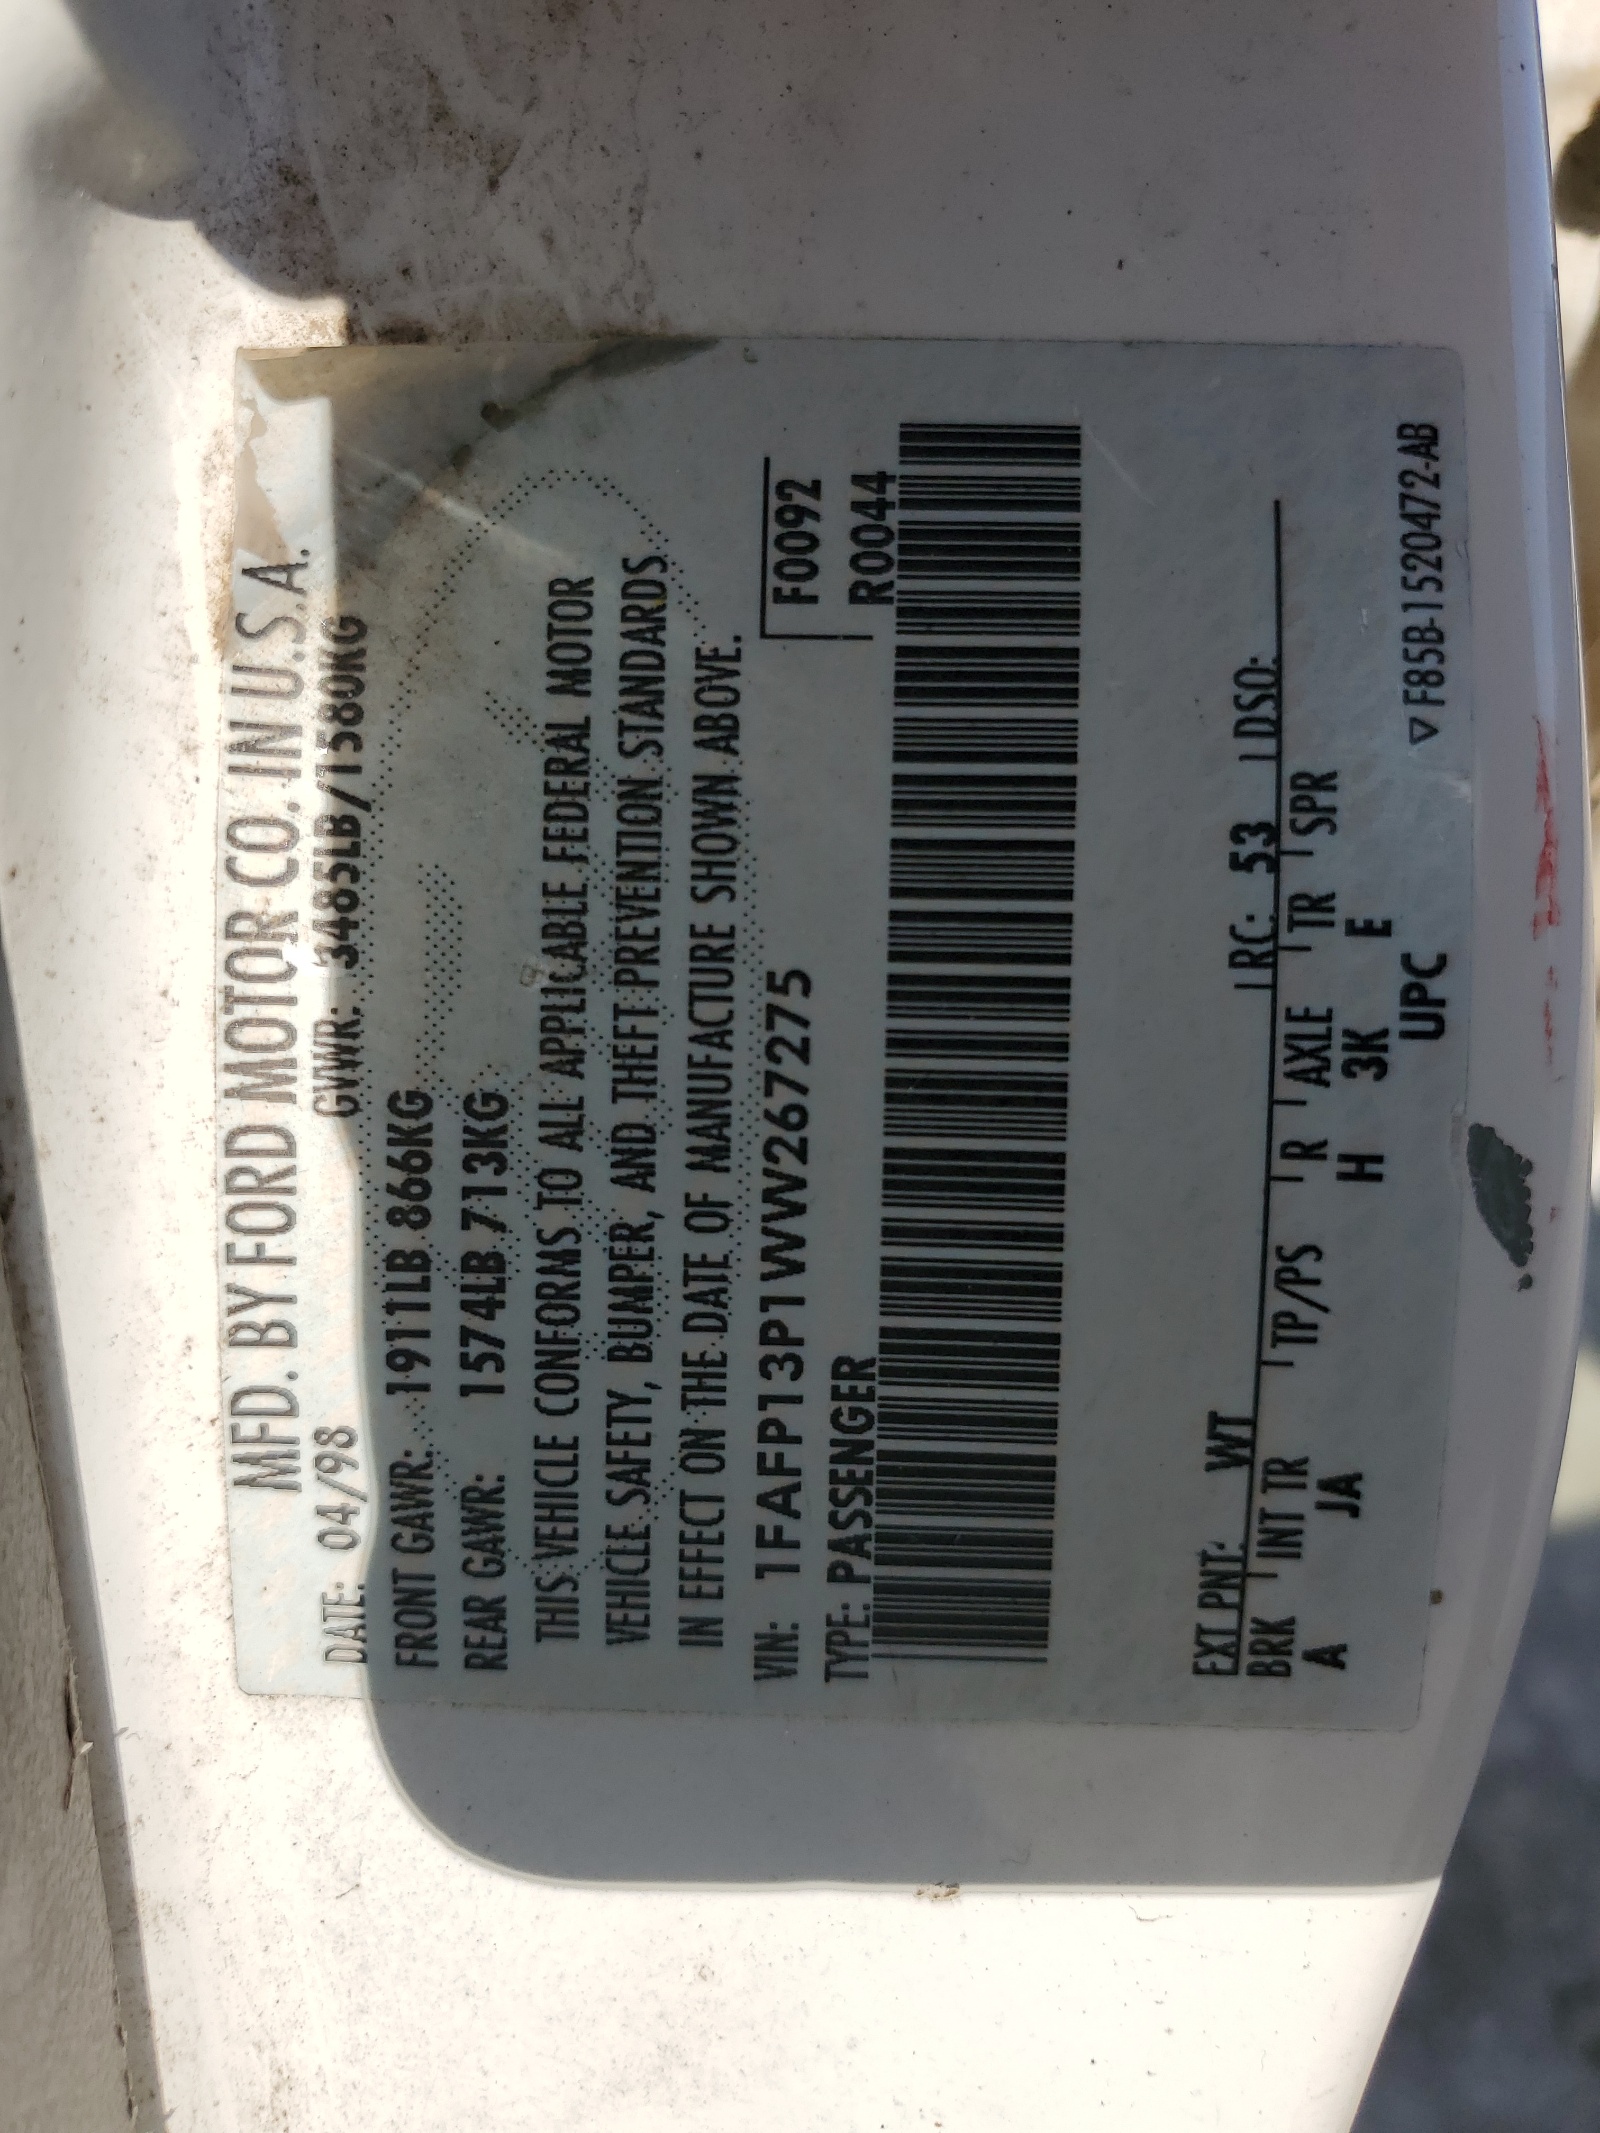 MFD. BY FORD MOTOR CO. IN U.S.A.
DATE: 04/98 GVWR: 3485LB/1580KG
FRONT GAWR: 1911LB 866KG
REAR GAWR: 1574LB 713KG
THIS VEHICLE CONFORMS TO ALL APPLICABLE FEDERAL MOTOR
VEHICLE SAFETY, BUMPER, AND THEFT PREVENTION STANDARDS
IN EFFECT ON THE DATE OF MANUFACTURE SHOWN ABOVE.
VIN: 1FAFP13P1WW267275 F0092
TYPE: PASSENGER R0044
EXT PNT: WT RC: 53 DSO:
BRK INT TR TP/PS R AXLE TR SPR
A JA H 3K E
UPC
▽ F85B-1520472-AB